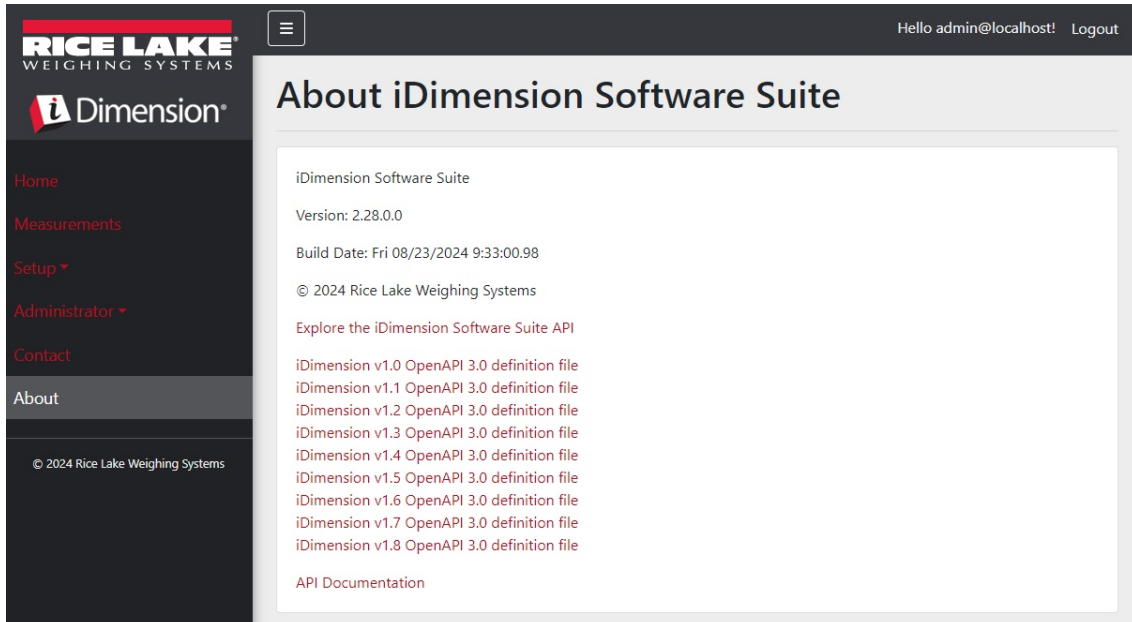 RICE LAKE®
WEIGHING SYSTEMS
i Dimension®
Hello admin@localhost! Logout
Home
Measurements
Setup
Administrator
Contact
About
© 2024 Rice Lake Weighing Systems
About iDimension Software Suite
iDimension Software Suite
Version: 2.28.0.0
Build Date: Fri 08/23/2024 9:33:00.98
© 2024 Rice Lake Weighing Systems
Explore the iDimension Software Suite API
iDimension v1.0 OpenAPI 3.0 definition file
iDimension v1.1 OpenAPI 3.0 definition file
iDimension v1.2 OpenAPI 3.0 definition file
iDimension v1.3 OpenAPI 3.0 definition file
iDimension v1.4 OpenAPI 3.0 definition file
iDimension v1.5 OpenAPI 3.0 definition file
iDimension v1.6 OpenAPI 3.0 definition file
iDimension v1.7 OpenAPI 3.0 definition file
iDimension v1.8 OpenAPI 3.0 definition file
API Documentation